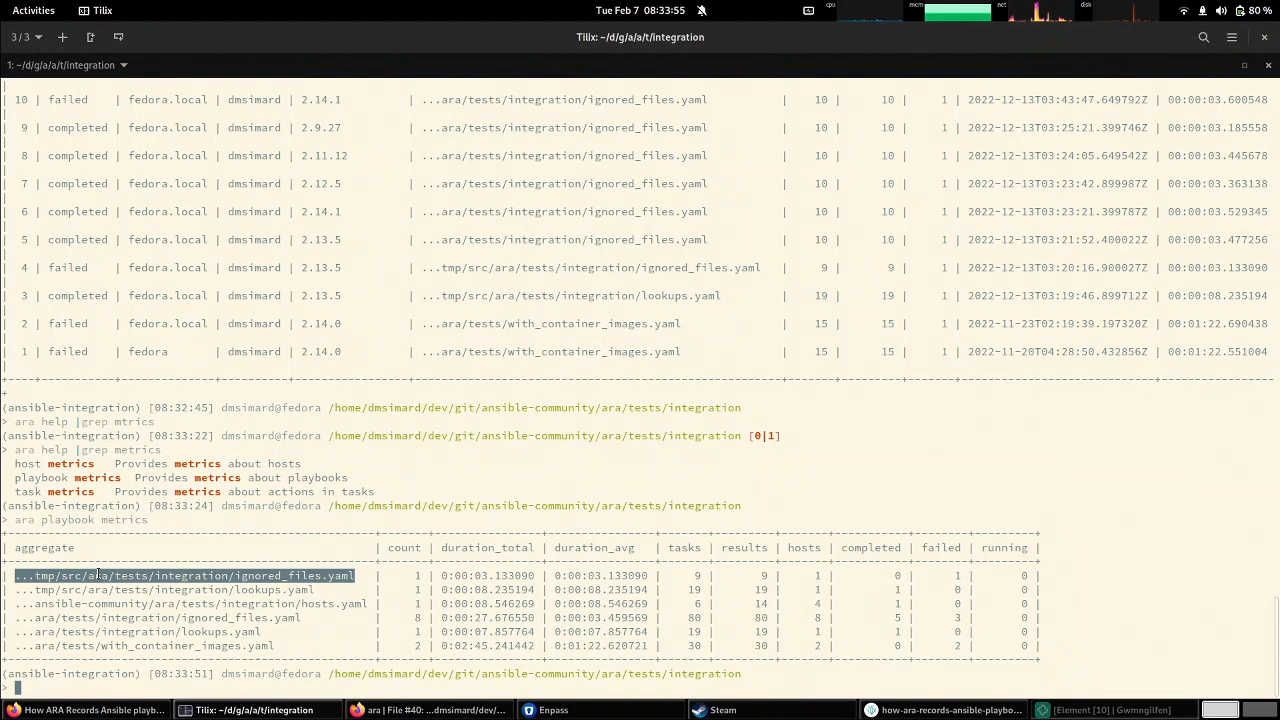 Activities Tilix Tue Feb 7 08:33:55 cpu mem net disk 80 %
3/3 Tilix: ~/d/g/a/a/t/integration
1: ~/d/g/a/a/t/integration
|
| 10 | failed | fedora.local | dmsimard | 2.14.1 | ...ara/tests/integration/ignored_files.yaml | 10 | 10 | 1 | 2022-12-13T03:43:47.649792Z | 00:00:03.600548
| 9 | completed | fedora.local | dmsimard | 2.9.27 | ...ara/tests/integration/ignored_files.yaml | 10 | 10 | 1 | 2022-12-13T03:25:21.399746Z | 00:00:03.185558
| 8 | completed | fedora.local | dmsimard | 2.11.12 | ...ara/tests/integration/ignored_files.yaml | 10 | 10 | 1 | 2022-12-13T03:24:05.649542Z | 00:00:03.445678
| 7 | completed | fedora.local | dmsimard | 2.12.5 | ...ara/tests/integration/ignored_files.yaml | 10 | 10 | 1 | 2022-12-13T03:23:42.899987Z | 00:00:03.363138
| 6 | completed | fedora.local | dmsimard | 2.14.1 | ...ara/tests/integration/ignored_files.yaml | 10 | 10 | 1 | 2022-12-13T03:23:21.399787Z | 00:00:03.529345
| 5 | completed | fedora.local | dmsimard | 2.13.5 | ...ara/tests/integration/ignored_files.yaml | 10 | 10 | 1 | 2022-12-13T03:21:52.400022Z | 00:00:03.477256
| 4 | failed | fedora.local | dmsimard | 2.13.5 | ...tmp/src/ara/tests/integration/ignored_files.yaml | 9 | 9 | 1 | 2022-12-13T03:20:16.900027Z | 00:00:03.133090
| 3 | completed | fedora.local | dmsimard | 2.13.5 | ...tmp/src/ara/tests/integration/lookups.yaml | 19 | 19 | 1 | 2022-12-13T03:19:46.899712Z | 00:00:08.235194
| 2 | failed | fedora.local | dmsimard | 2.14.0 | ...ara/tests/with_container_images.yaml | 15 | 15 | 1 | 2022-11-23T02:19:39.197320Z | 00:01:22.690438
| 1 | failed | fedora | dmsimard | 2.14.0 | ...ara/tests/with_container_images.yaml | 15 | 15 | 1 | 2022-11-20T04:28:50.432856Z | 00:01:22.551004
(ansible-integration) [08:32:45] dmsimard@fedora /home/dmsimard/dev/git/ansible-community/ara/tests/integration
> ara help |grep mtrics
(ansible-integration) [08:33:22] dmsimard@fedora /home/dmsimard/dev/git/ansible-community/ara/tests/integration [0|1]
> ara help |grep metrics
host metrics Provides metrics about hosts
playbook metrics Provides metrics about playbooks
task metrics Provides metrics about actions in tasks
(ansible-integration) [08:33:24] dmsimard@fedora /home/dmsimard/dev/git/ansible-community/ara/tests/integration
> ara playbook metrics
| aggregate | count | duration_total | duration_avg | tasks | results | hosts | completed | failed | running |
| ...tmp/src/ara/tests/integration/ignored_files.yaml | 1 | 0:00:03.133090 | 0:00:03.133090 | 9 | 9 | 1 | 0 | 1 | 0 |
| ...tmp/src/ara/tests/integration/lookups.yaml | 1 | 0:00:08.235194 | 0:00:08.235194 | 19 | 19 | 1 | 1 | 0 | 0 |
| ...ansible-community/ara/tests/integration/hosts.yaml | 1 | 0:00:08.546269 | 0:00:08.546269 | 6 | 14 | 4 | 1 | 0 | 0 |
| ...ara/tests/integration/ignored_files.yaml | 8 | 0:00:27.676550 | 0:00:03.459569 | 80 | 80 | 8 | 5 | 3 | 0 |
| ...ara/tests/integration/lookups.yaml | 1 | 0:00:07.857764 | 0:00:07.857764 | 19 | 19 | 1 | 1 | 0 | 0 |
| ...ara/tests/with_container_images.yaml | 2 | 0:02:45.241442 | 0:01:22.620721 | 30 | 30 | 2 | 0 | 2 | 0 |
(ansible-integration) [08:33:51] dmsimard@fedora /home/dmsimard/dev/git/ansible-community/ara/tests/integration
>
How ARA Records Ansible playb... Tilix: ~/d/g/a/a/t/integration ara | File #40: /home/dmsimard/dev/... Enpass Steam how-ara-records-ansible-playbo... [Element [10] | Gwmngilfen]